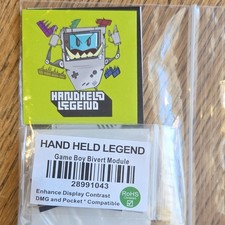 HANDHELD
LEGEND
HAND HELD LEGEND
Game Boy Bivert Module
28991043
Enhance Display Contrast
DMG and Pocket * Compatible
RoHS